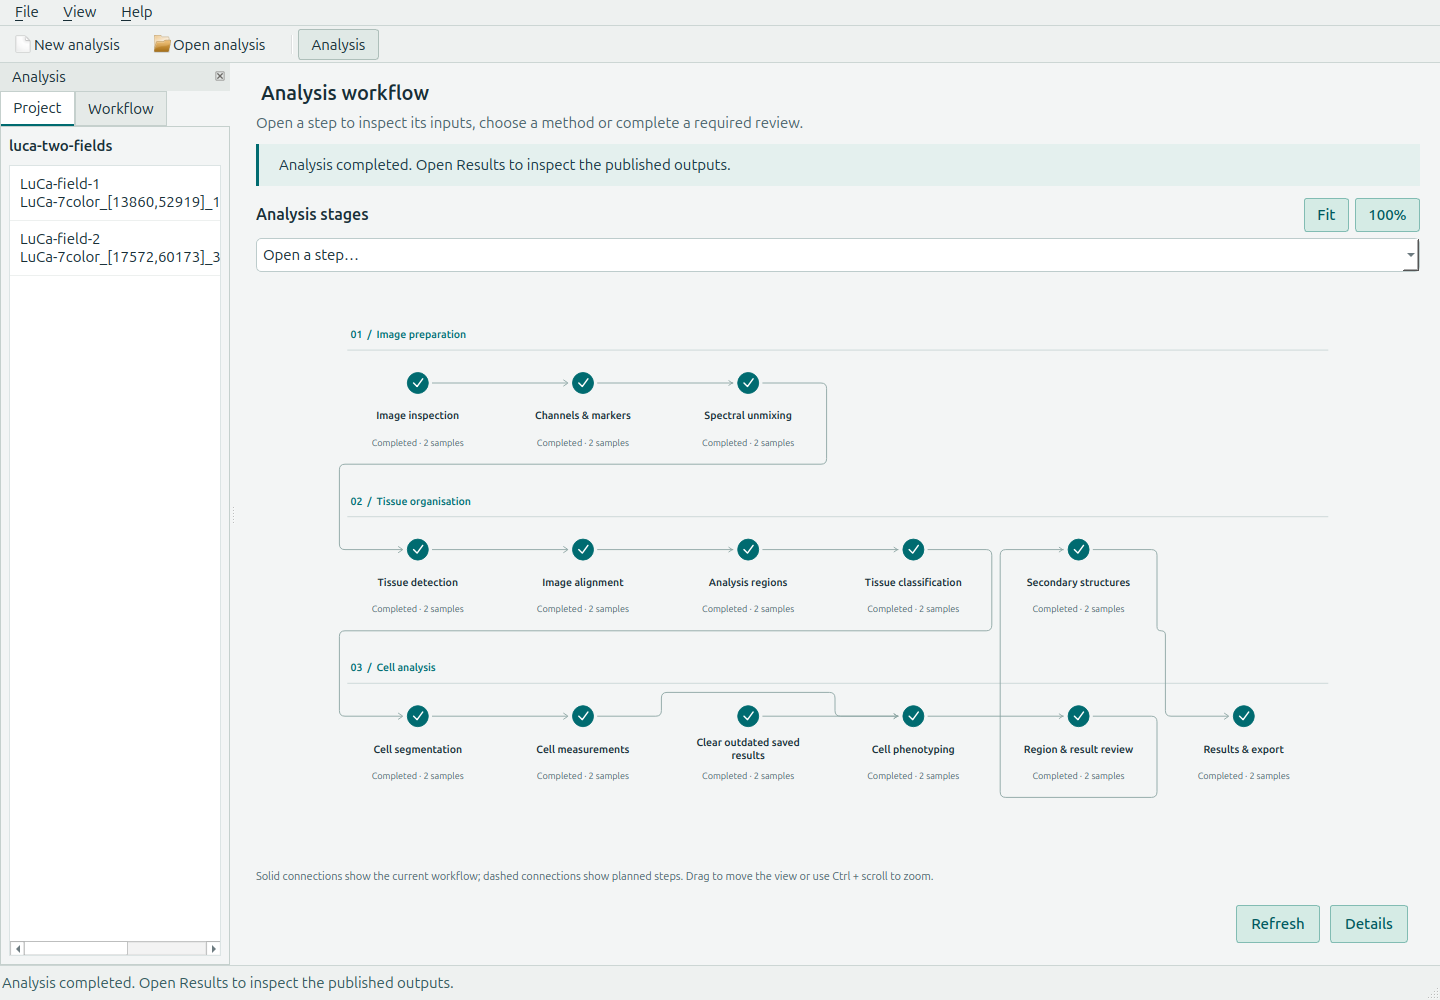 File View Help
New analysis Open analysis Analysis
Analysis
Project Workflow
luca-two-fields
LuCa-field-1
LuCa-7color_[13860,52919]_1
LuCa-field-2
LuCa-7color_[17572,60173]_3
Analysis workflow
Open a step to inspect its inputs, choose a method or complete a required review.
Analysis completed. Open Results to inspect the published outputs.
Analysis stages
Fit 100%
Open a step...
01 / Image preparation
Image inspection Channels & markers Spectral unmixing
Completed · 2 samples Completed · 2 samples Completed · 2 samples
02 / Tissue organisation
Tissue detection Image alignment Analysis regions Tissue classification Secondary structures
Completed · 2 samples Completed · 2 samples Completed · 2 samples Completed · 2 samples Completed · 2 samples
03 / Cell analysis
Cell segmentation Cell measurements Clear outdated saved results Cell phenotyping Region & result review Results & export
Completed · 2 samples Completed · 2 samples Completed · 2 samples Completed · 2 samples Completed · 2 samples Completed · 2 samples
Solid connections show the current workflow; dashed connections show planned steps. Drag to move the view or use Ctrl + scroll to zoom.
Refresh Details
Analysis completed. Open Results to inspect the published outputs.